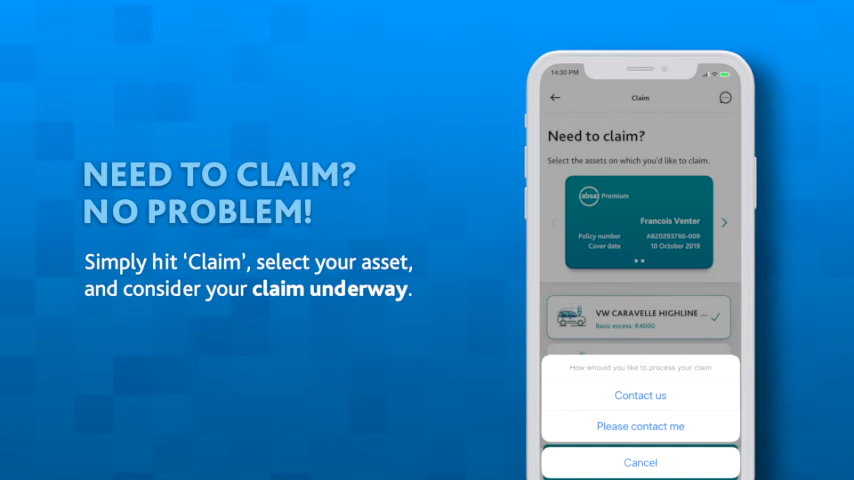 NEED TO CLAIM?
NO PROBLEM!
Simply hit ‘Claim’, select your asset,
and consider your claim underway.
14:30 PM
Claim
Need to claim?
Select the assets on which you'd like to claim.
absa Premium
Francois Venter
Policy number AB20293766-009
Cover date 10 October 2019
VW CARAVELLE HIGHLINE ...
Basic excess: R4000
How whould you like to process your claim
Contact us
Please contact me
Cancel